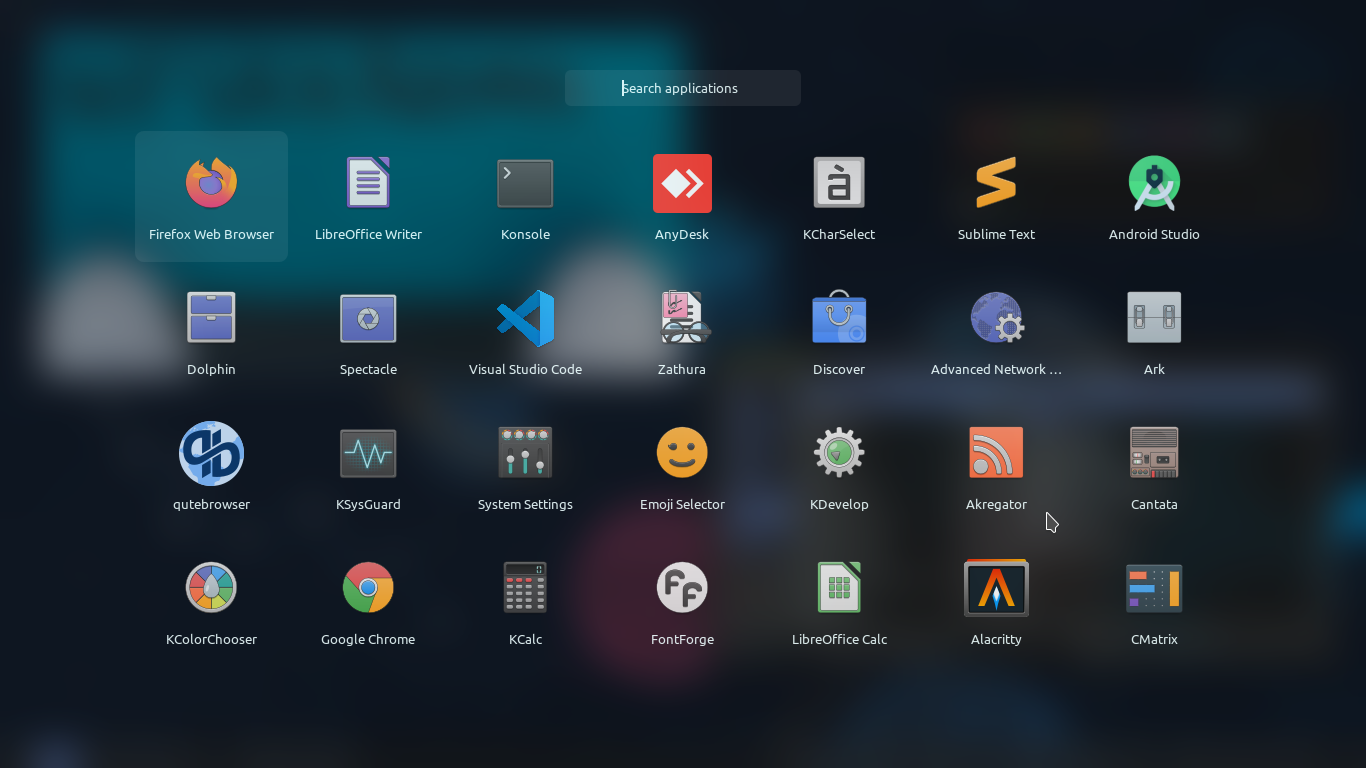 Search applications
Firefox Web Browser
LibreOffice Writer
Konsole
AnyDesk
KCharSelect
Sublime Text
Android Studio
Dolphin
Spectacle
Visual Studio Code
Zathura
Discover
Advanced Network ...
Ark
qutebrowser
KSysGuard
System Settings
Emoji Selector
KDevelop
Akregator
Cantata
KColorChooser
Google Chrome
KCalc
FontForge
LibreOffice Calc
Alacritty
CMatrix